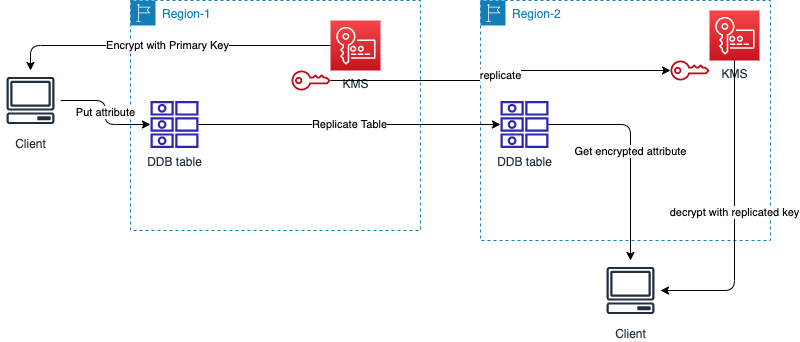 Region-1
Region-2
Encrypt with Primary Key
KMS
KMS
replicate
Put attribute
Replicate Table
Client
DDB table
DDB table
Get encrypted attribute
decrypt with replicated key
Client